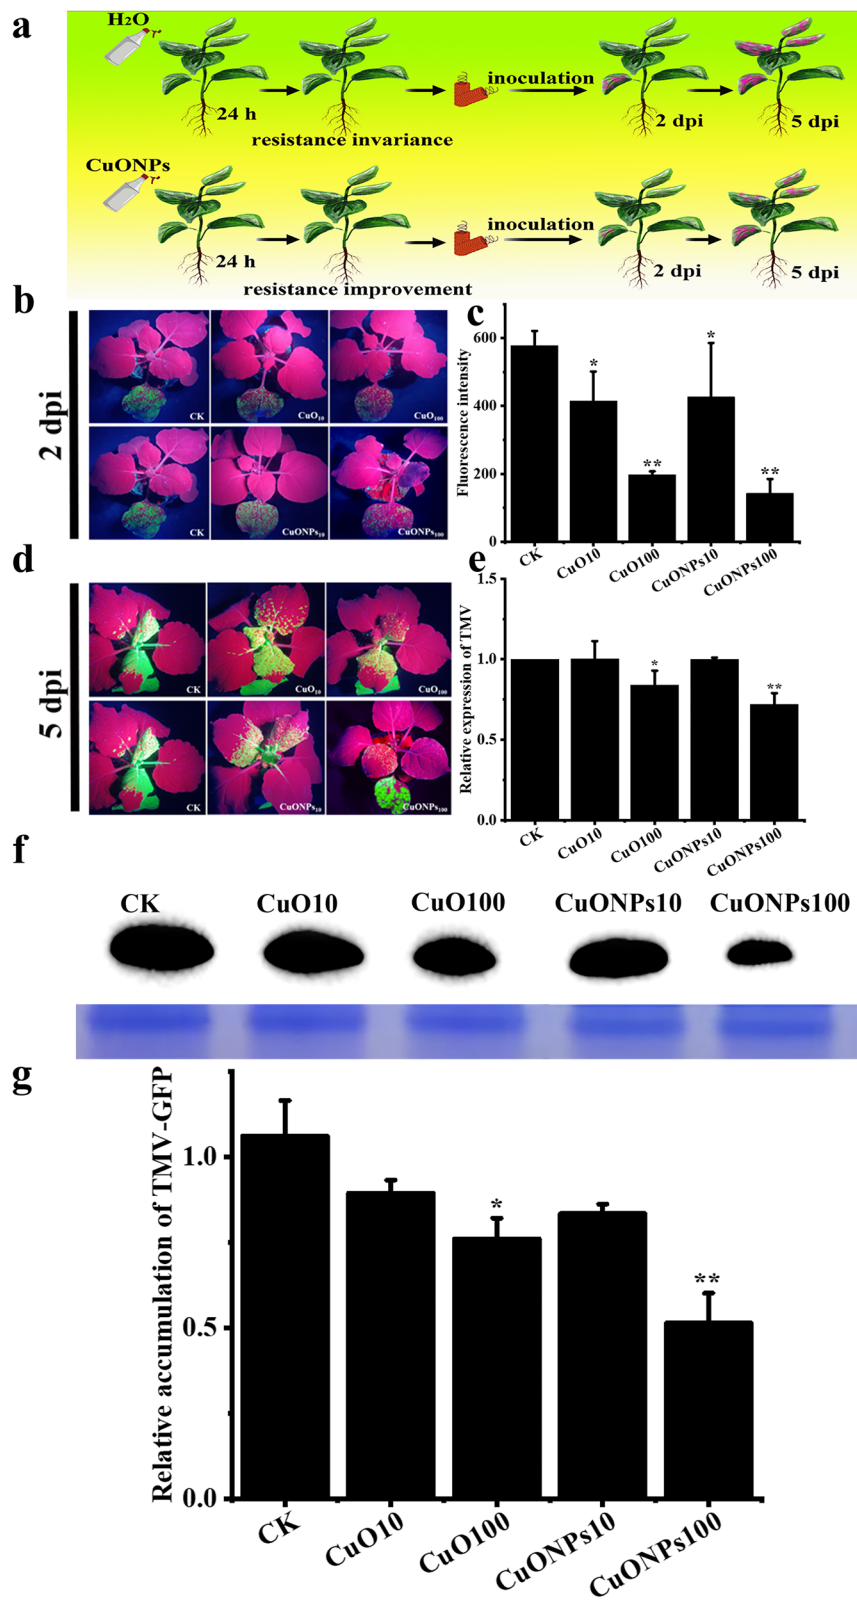 a
H₂O
24 h
resistance invariance
inoculation
2 dpi
5 dpi
CuONPs
24 h
resistance improvement
inoculation
2 dpi
5 dpi
b
2 dpi
CK
CuO₁₀
CuO₁₀₀
CK
CuONPs₁₀
CuONPs₁₀₀
c
Fluorescence intensity
600
400
200
0
*
**
*
**
CK
CuO10
CuO100
CuONPs10
CuONPs100
d
5 dpi
CK
CuO₁₀
CuO₁₀₀
CK
CuONPs₁₀
CuONPs₁₀₀
e
Relative expression of TMV
1.5
1.0
0.5
0.0
*
**
CK
CuO10
CuO100
CuONPs10
CuONPs100
f
CK CuO10 CuO100 CuONPs10 CuONPs100
g
Relative accumulation of TMV-GFP
1.0
0.5
0.0
*
**
CK
CuO10
CuO100
CuONPs10
CuONPs100